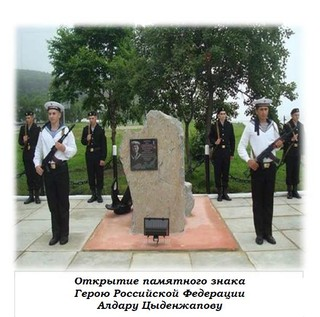 Открытие памятного знака
Герою Российской Федерации
Алдару Цыденжапову